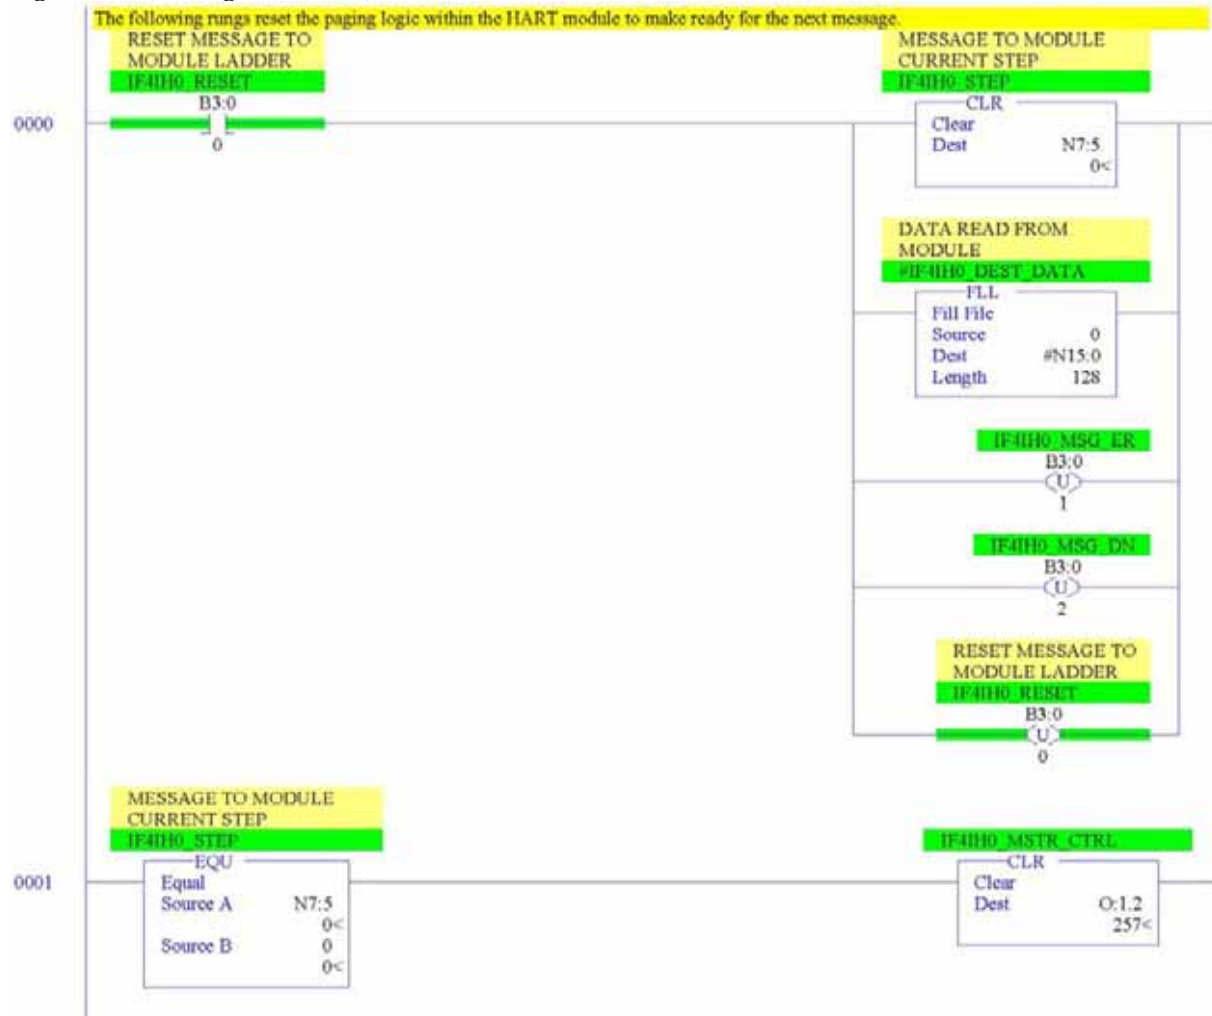 The following rungs reset the paging logic within the HART module to make ready for the next message.
RESET MESSAGE TO
MODULE LADDER
IF4IH0_RESET
B3:0
0
0000
MESSAGE TO MODULE
CURRENT STEP
IF4IH0_STEP
CLR
Clear
Dest N7:5
0<
DATA READ FROM
MODULE
#IF4IH0_DEST_DATA
FLL
Fill File
Source 0
Dest #N15:0
Length 128
IF4IH0_MSG_ER
B3:0
U
1
IF4IH0_MSG_DN
B3:0
U
2
RESET MESSAGE TO
MODULE LADDER
IF4IH0_RESET
B3:0
U
0
MESSAGE TO MODULE
CURRENT STEP
IF4IH0_STEP
EQU
Equal
Source A N7:5
0<
Source B 0
0<
0001
IF4IH0_MSTR_CTRL
CLR
Clear
Dest O:1.2
257<